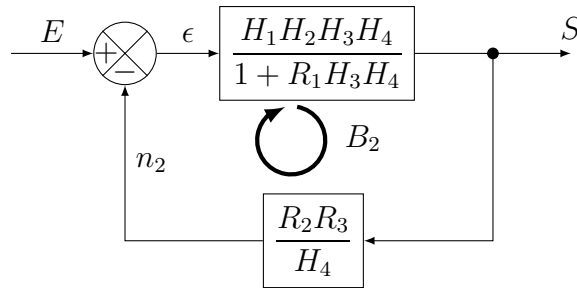 E
+
−
ϵ
H₁H₂H₃H₄
1 + R₁H₃H₄
S
n₂
B₂
R₂R₃
H₄